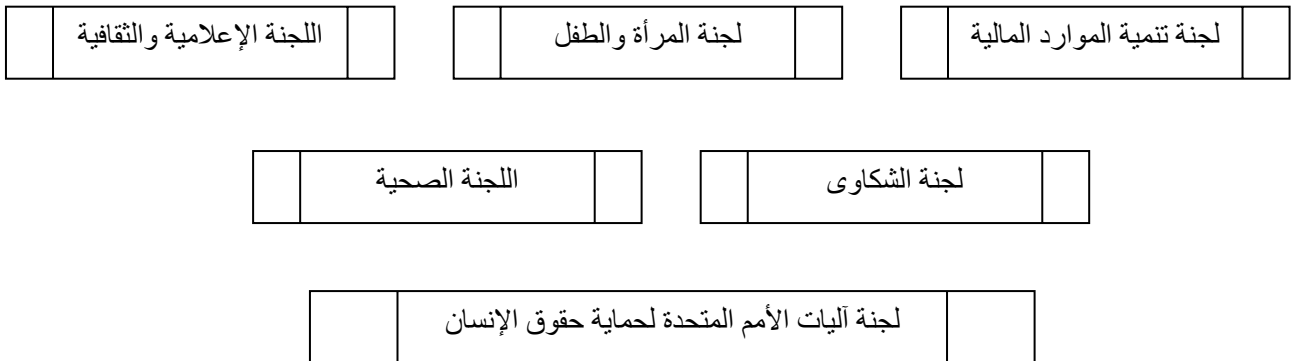 لجنة تنمية الموارد المالية
لجنة المرأة والطفل
اللجنة الإعلامية والثقافية
لجنة الشكاوى
اللجنة الصحية
لجنة آليات الأمم المتحدة لحماية حقوق الإنسان